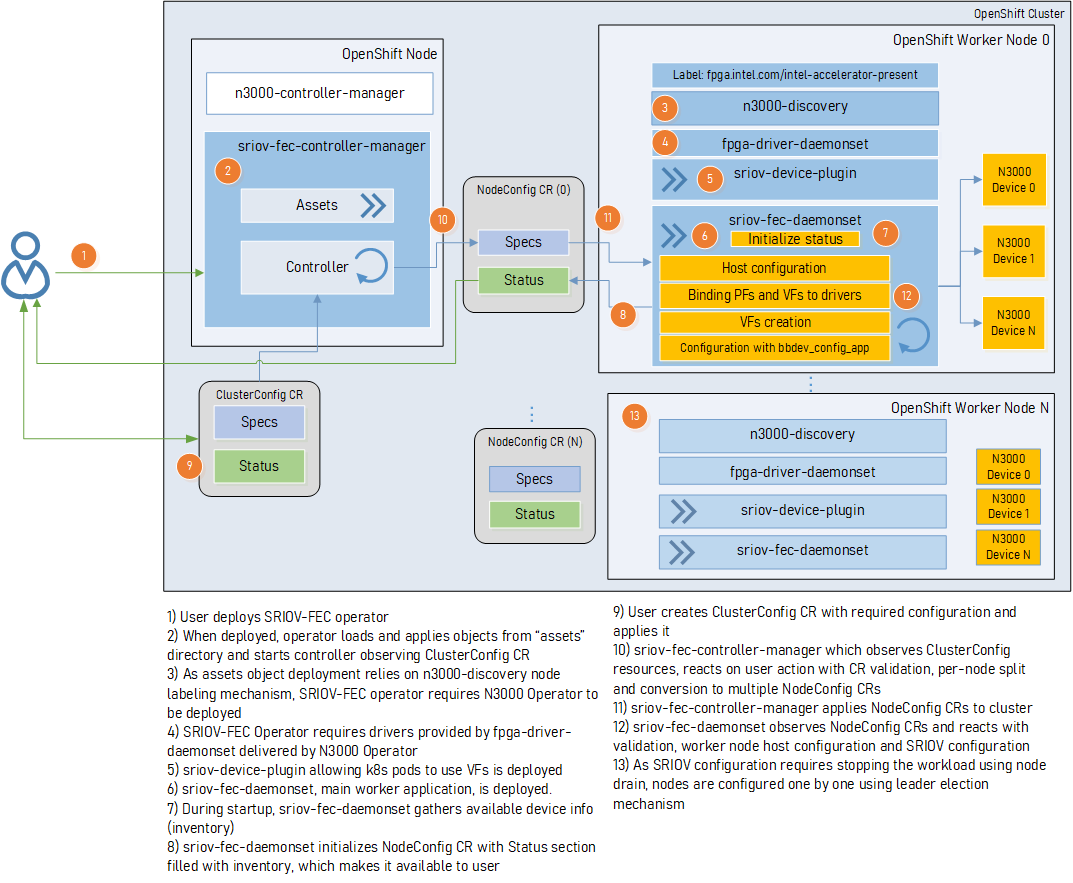 OpenShift Cluster
OpenShift Node
n3000-controller-manager
sriov-fec-controller-manager
2
Assets
Controller
1
10
NodeConfig CR (0)
Specs
Status
11
8
OpenShift Worker Node 0
Label: fpga.intel.com/intel-accelerator-present
3
n3000-discovery
4
fpga-driver-daemonset
5
sriov-device-plugin
sriov-fec-daemonset
6
Initialize status
7
Host configuration
Binding PFs and VFs to drivers
12
VFs creation
Configuration with bbdev_config_app
N3000
Device 0
N3000
Device 1
N3000
Device N
ClusterConfig CR
Specs
9
Status
NodeConfig CR (N)
Specs
Status
OpenShift Worker Node N
13
n3000-discovery
fpga-driver-daemonset
sriov-device-plugin
sriov-fec-daemonset
N3000
Device 0
N3000
Device 1
N3000
Device N
1) User deploys SRIOV-FEC operator
2) When deployed, operator loads and applies objects from “assets”
directory and starts controller observing ClusterConfig CR
3) As assets object deployment relies on n3000-discovery node
labeling mechanism, SRIOV-FEC operator requires N3000 Operator to
be deployed
4) SRIOV-FEC Operator requires drivers provided by fpga-driver-
daemonset delivered by N3000 Operator
5) sriov-device-plugin allowing k8s pods to use VFs is deployed
6) sriov-fec-daemonset, main worker application, is deployed.
7) During startup, sriov-fec-daemonset gathers available device info
(inventory)
8) sriov-fec-daemonset initializes NodeConfig CR with Status section
filled with inventory, which makes it available to user
9) User creates ClusterConfig CR with required configuration and
applies it
10) sriov-fec-controller-manager which observes ClusterConfig
resources, reacts on user action with CR validation, per-node split
and conversion to multiple NodeConfig CRs
11) sriov-fec-controller-manager applies NodeConfig CRs to cluster
12) sriov-fec-daemonset observes NodeConfig CRs and reacts with
validation, worker node host configuration and SRIOV configuration
13) As SRIOV configuration requires stopping the workload using node
drain, nodes are configured one by one using leader election
mechanism